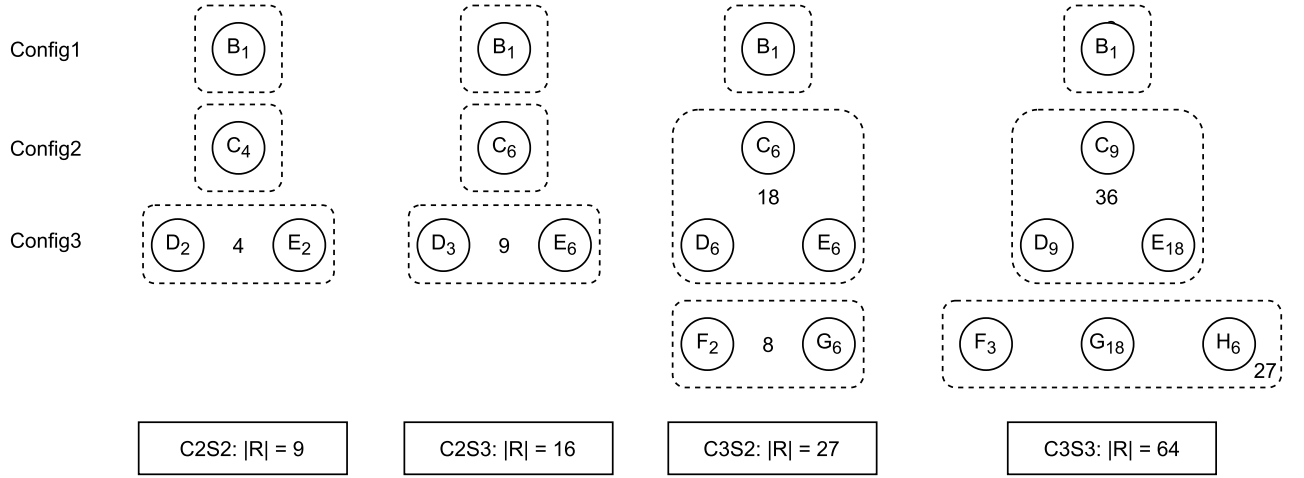 Config1 B1 B1 B1 B1
Config2 C4 C6 C6 C9
18 36
Config3 D2 4 E2 D3 9 E6 D6 E6 D9 E18
F2 8 G6 F3 G18 H6
27
C2S2: |R| = 9 C2S3: |R| = 16 C3S2: |R| = 27 C3S3: |R| = 64